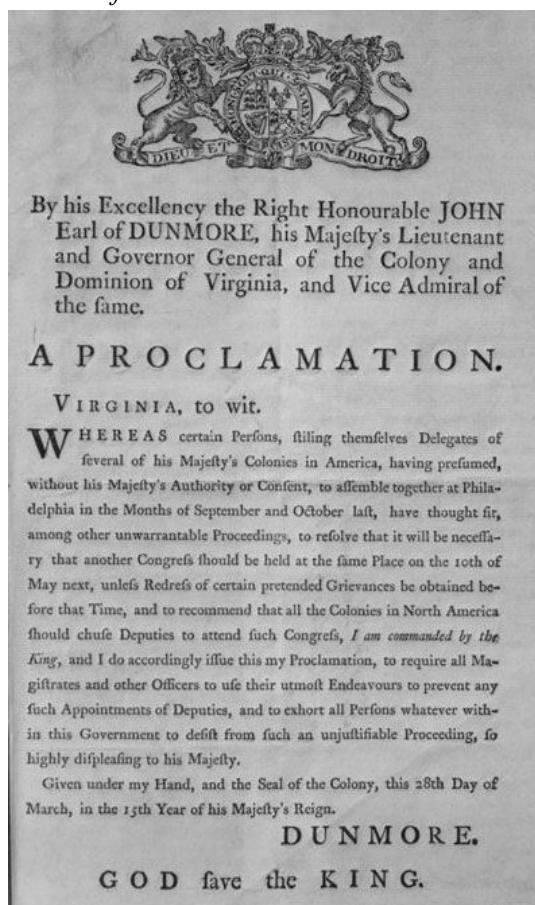 HONI SOIT QUI MAL Y
DIEU ET MON DROIT
By his Excellency the Right Honourable JOHN
Earl of DUNMORE, his Majeſty's Lieutenant
and Governor General of the Colony and
Dominion of Virginia, and Vice Admiral of
the ſame.
A PROCLAMATION.
VIRGINIA, to wit.
WHEREAS certain Perſons, ſtiling themſelves Delegates of
ſeveral of his Majeſty's Colonies in America, having preſumed,
without his Majeſty's Authority or Conſent, to aſſemble together at Phila-
delphia in the Months of September and October laſt, have thought fit,
among other unwarrantable Proceedings, to reſolve that it will be neceſſa-
ry that another Congreſs ſhould be held at the ſame Place on the 10th of
May next, unleſs Redreſs of certain pretended Grievances be obtained be-
fore that Time, and to recommend that all the Colonies in North America
ſhould chuſe Deputies to attend ſuch Congreſs, I am commanded by the
King, and I do accordingly iſſue this my Proclamation, to require all Ma-
giſtrates and other Officers to uſe their utmoſt Endeavours to prevent any
ſuch Appointments of Deputies, and to exhort all Perſons whatever with-
in this Government to deſiſt from ſuch an unjuſtifiable Proceeding, ſo
highly diſpleaſing to his Majeſty.
Given under my Hand, and the Seal of the Colony, this 28th Day of
March, in the 15th Year of his Majeſty's Reign.
DUNMORE.
GOD ſave the KING.